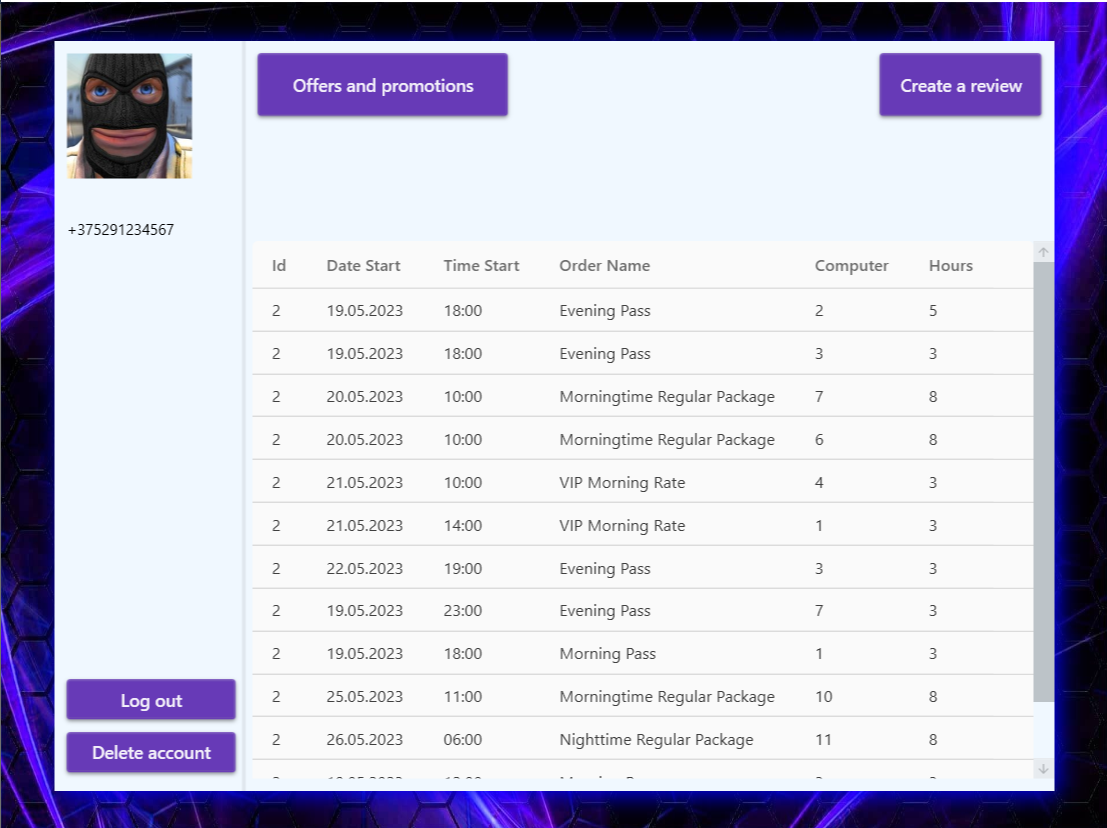 Offers and promotions
Create a review
+375291234567
Id Date Start Time Start Order Name Computer Hours
2 19.05.2023 18:00 Evening Pass 2 5
2 19.05.2023 18:00 Evening Pass 3 3
2 20.05.2023 10:00 Morningtime Regular Package 7 8
2 20.05.2023 10:00 Morningtime Regular Package 6 8
2 21.05.2023 10:00 VIP Morning Rate 4 3
2 21.05.2023 14:00 VIP Morning Rate 1 3
2 22.05.2023 19:00 Evening Pass 3 3
2 19.05.2023 23:00 Evening Pass 7 3
2 19.05.2023 18:00 Morning Pass 1 3
2 25.05.2023 11:00 Morningtime Regular Package 10 8
2 26.05.2023 06:00 Nighttime Regular Package 11 8
Log out
Delete account